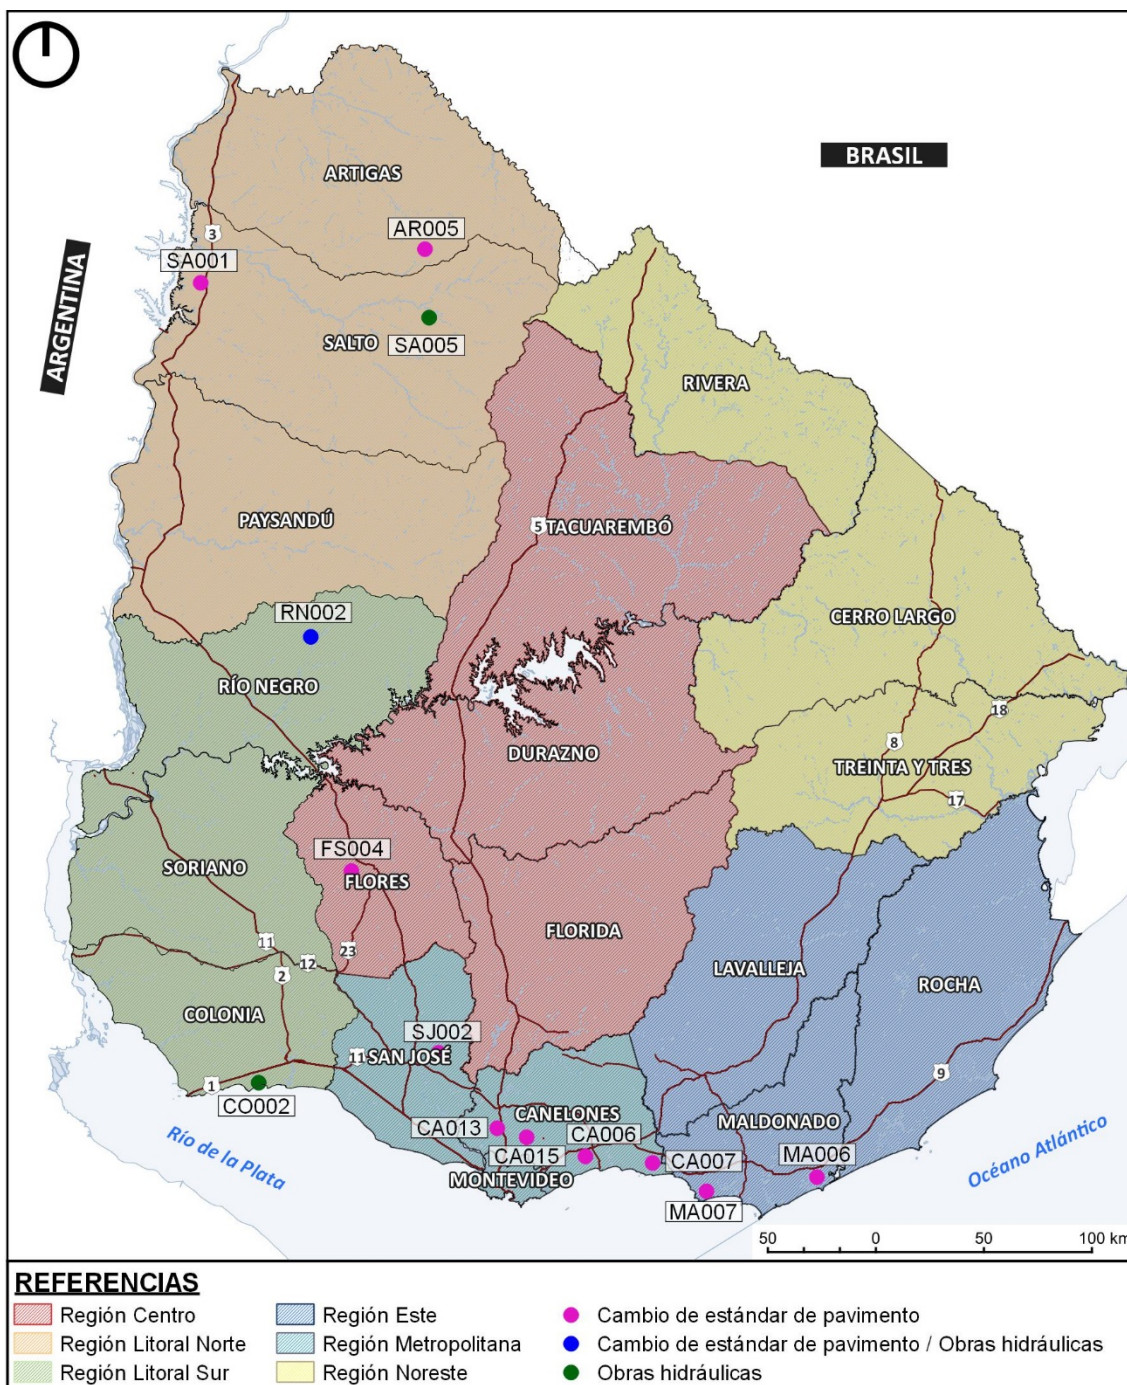 BRASIL
ARGENTINA
ARTIGAS
AR005
3
SA001
SALTO
SA005
RIVERA
PAYSANDÚ
5
TACUAREMBÓ
RN002
RÍO NEGRO
CERRO LARGO
18
8
DURAZNO
TREINTA Y TRES
17
FS004
SORIANO
FLORES
FLORIDA
11
23
12
2
LAVALLEJA
ROCHA
COLONIA
SJ002
11
SAN JOSÉ
1
9
CO002
CANELONES
MALDONADO
CA013
CA006
CA015
CA007
MA006
MONTEVIDEO
MA007
Río de la Plata
Océano Atlántico
50 0 50 100 km
REFERENCIAS
Región Centro
Región Litoral Norte
Región Litoral Sur
Región Este
Región Metropolitana
Región Noreste
Cambio de estándar de pavimento
Cambio de estándar de pavimento / Obras hidráulicas
Obras hidráulicas